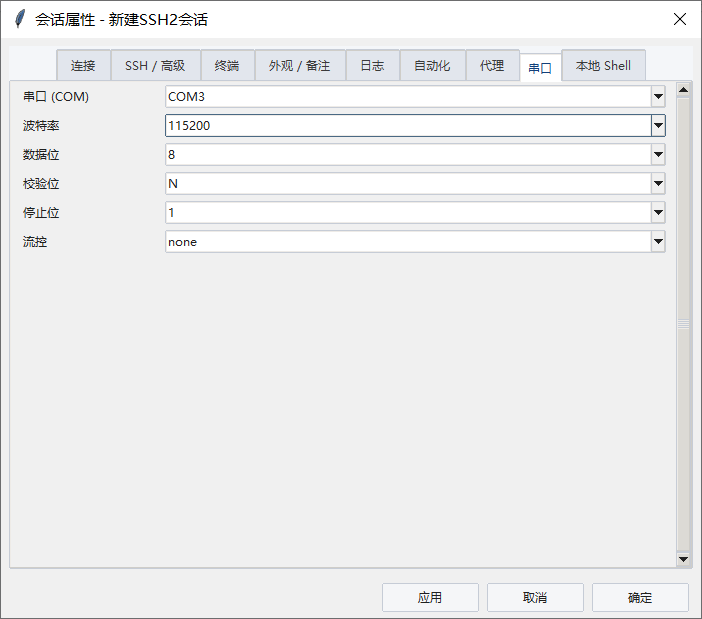 会话属性 - 新建SSH2会话
连接 SSH / 高级 终端 外观 / 备注 日志 自动化 代理 串口 本地 Shell
串口 (COM) COM3
波特率 115200
数据位 8
校验位 N
停止位 1
流控 none
应用 取消 确定